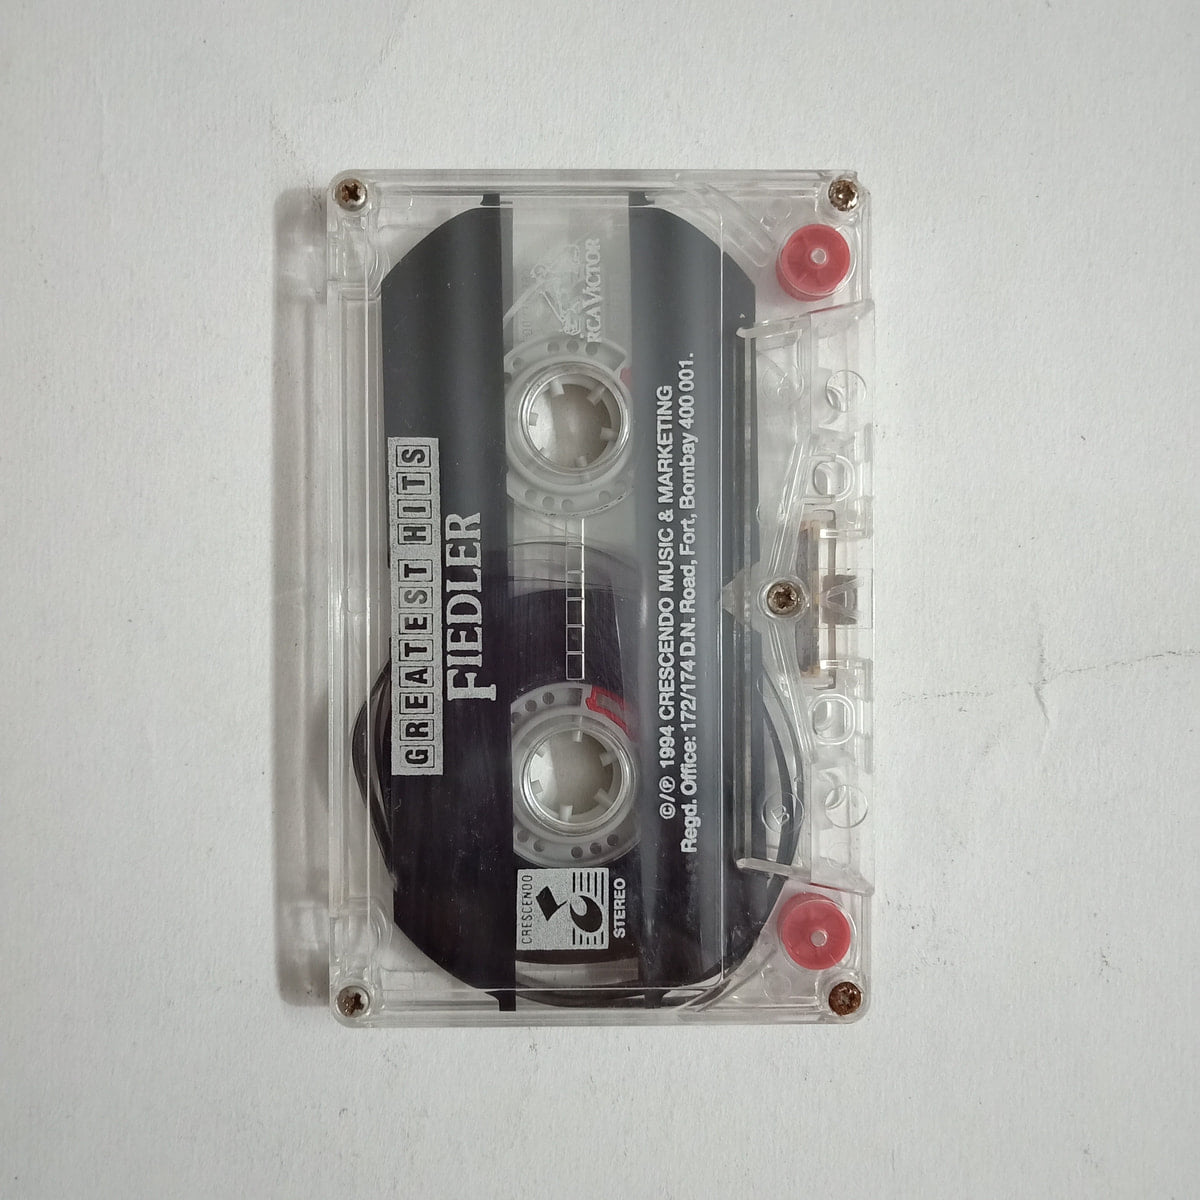 GREATEST HITS
FIEDLER
CRESCENDO
STEREO
RCA VICTOR
©/℗ 1994 CRESCENDO MUSIC & MARKETING
Regd. Office: 172/174 D.N. Road, Fort, Bombay 400 001.